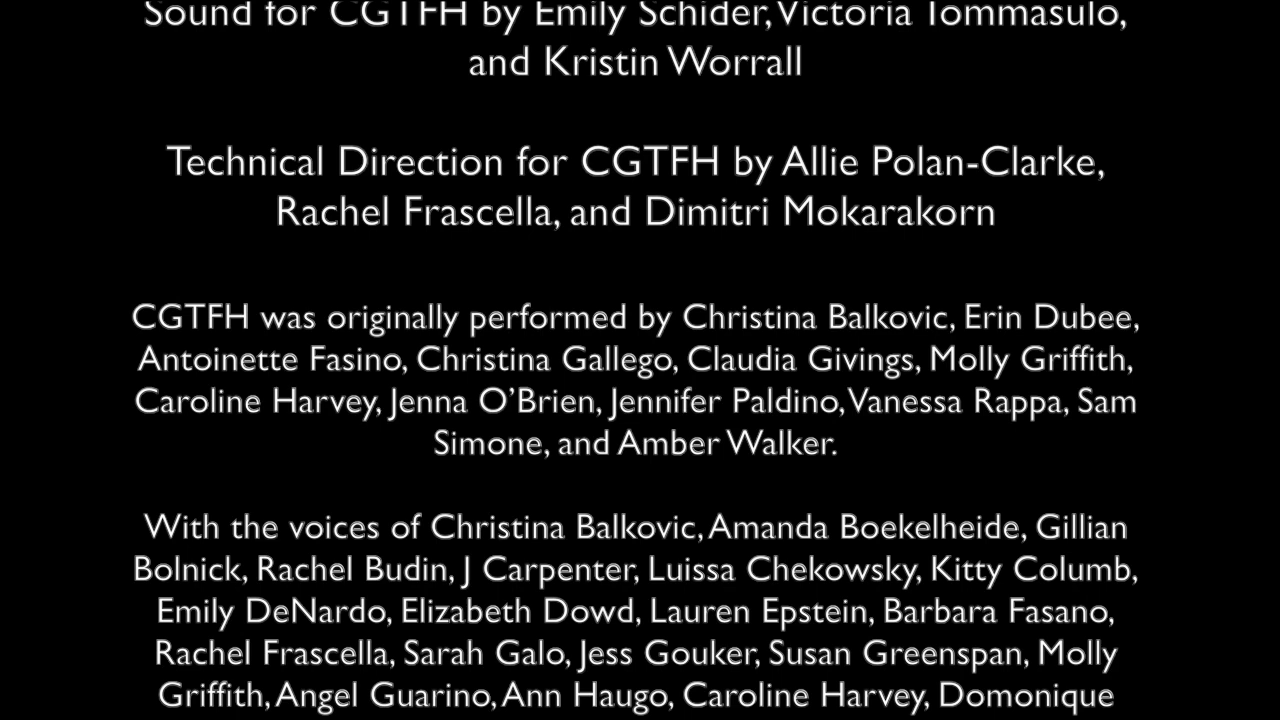 Sound for CGTFH by Emily Schider, Victoria Tommasulo,
and Kristin Worrall
Technical Direction for CGTFH by Allie Polan-Clarke,
Rachel Frascella, and Dimitri Mokarakorn
CGTFH was originally performed by Christina Balkovic, Erin Dubee,
Antoinette Fasino, Christina Gallego, Claudia Givings, Molly Griffith,
Caroline Harvey, Jenna O’Brien, Jennifer Paldino, Vanessa Rappa, Sam
Simone, and Amber Walker.
With the voices of Christina Balkovic, Amanda Boekelheide, Gillian
Bolnick, Rachel Budin, J Carpenter, Luissa Chekowsky, Kitty Columb,
Emily DeNardo, Elizabeth Dowd, Lauren Epstein, Barbara Fasano,
Rachel Frascella, Sarah Galo, Jess Gouker, Susan Greenspan, Molly
Griffith, Angel Guarino, Ann Haugo, Caroline Harvey, Domonique